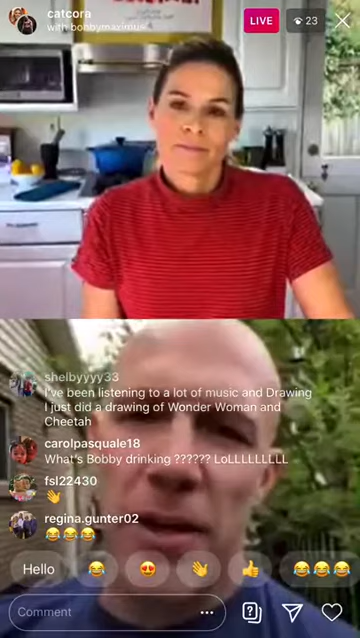 catcora
with bobbymaximus
LIVE
23
shelbyyyy33
I've been listening to a lot of music and Drawing
I just did a drawing of Wonder Woman and
Cheetah
carolpasquale18
What's Bobby drinking ?????? LoLLLLLLLLL
fsl22430
👋
regina.gunter02
😂😂😂
Hello 😂 😍 👋 👍 😂😂😂
Comment